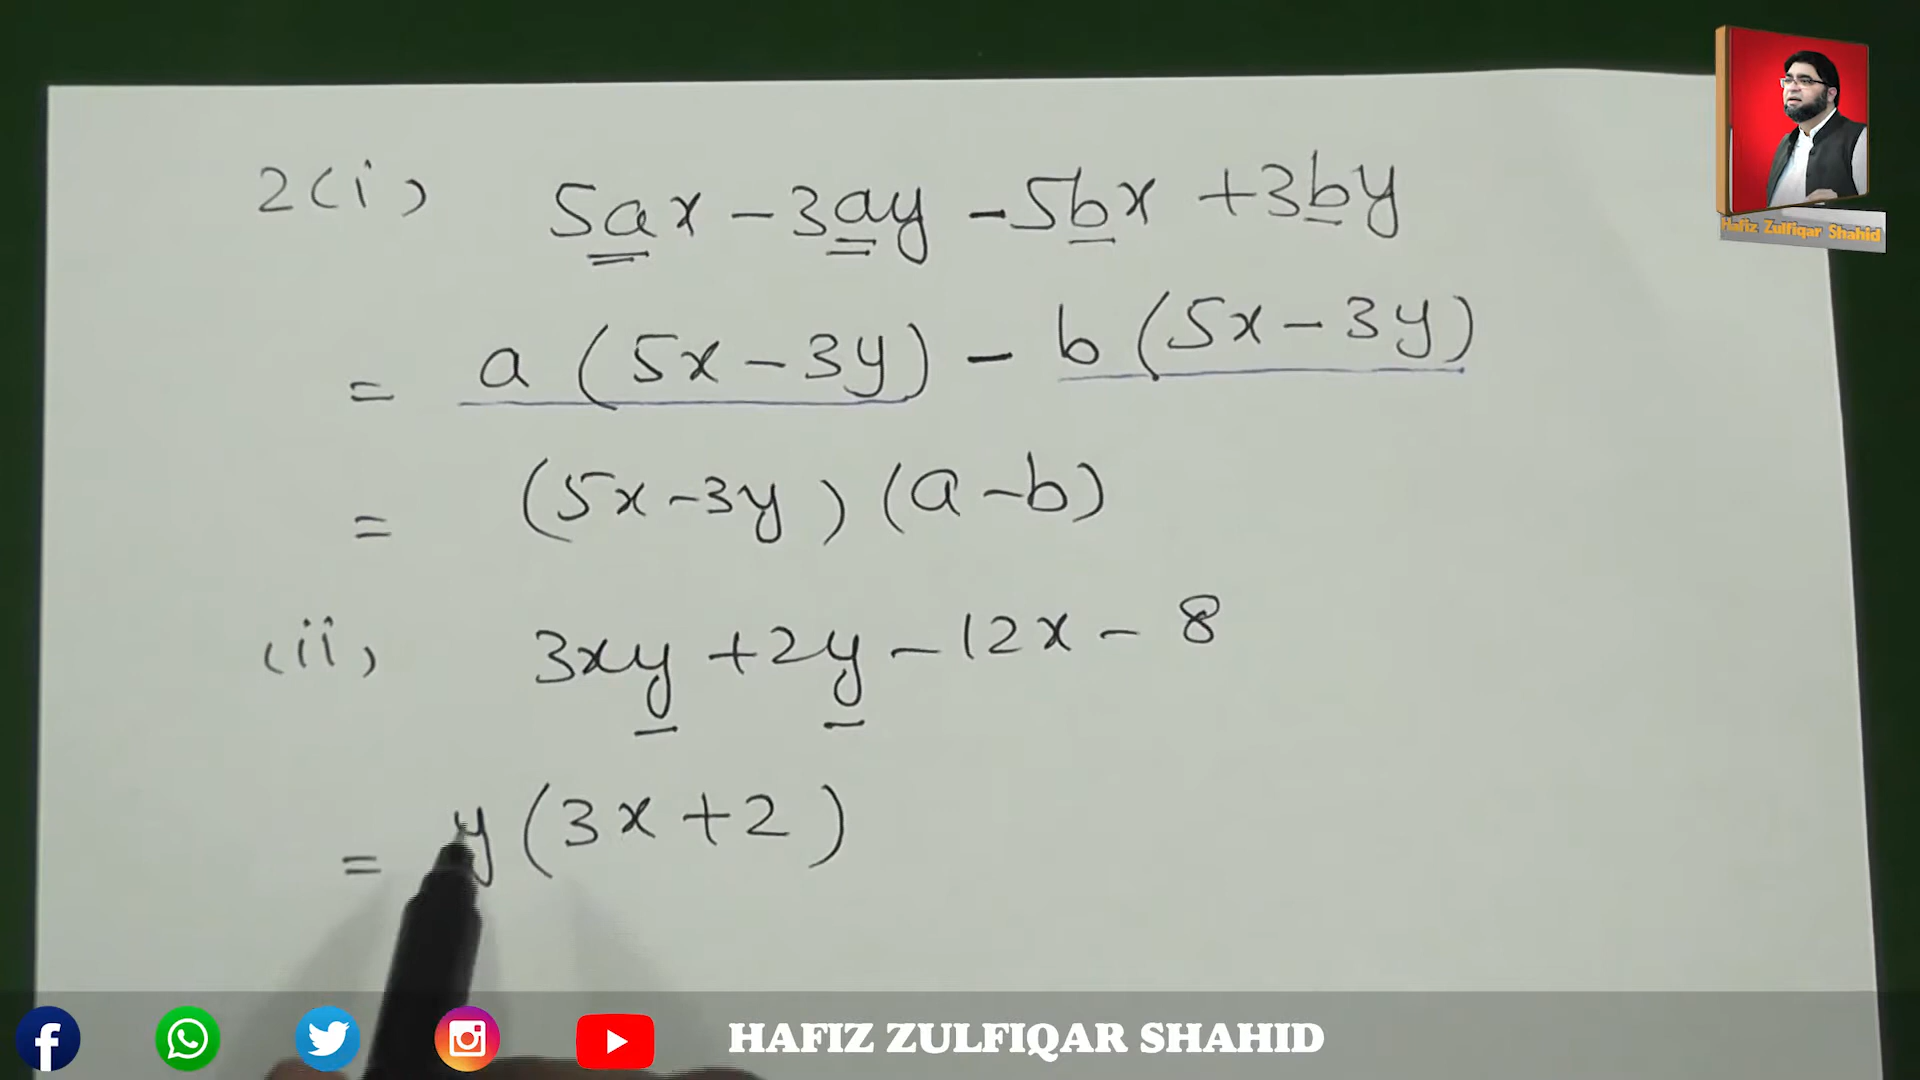 2(i) 5ax - 3ay - 5bx + 3by
= a (5x - 3y) - b (5x - 3y)
= (5x - 3y) (a - b)
(ii) 3xy + 2y - 12x - 8
= y (3x + 2)
Hafiz Zulfiqar Shahid
HAFIZ ZULFIQAR SHAHID